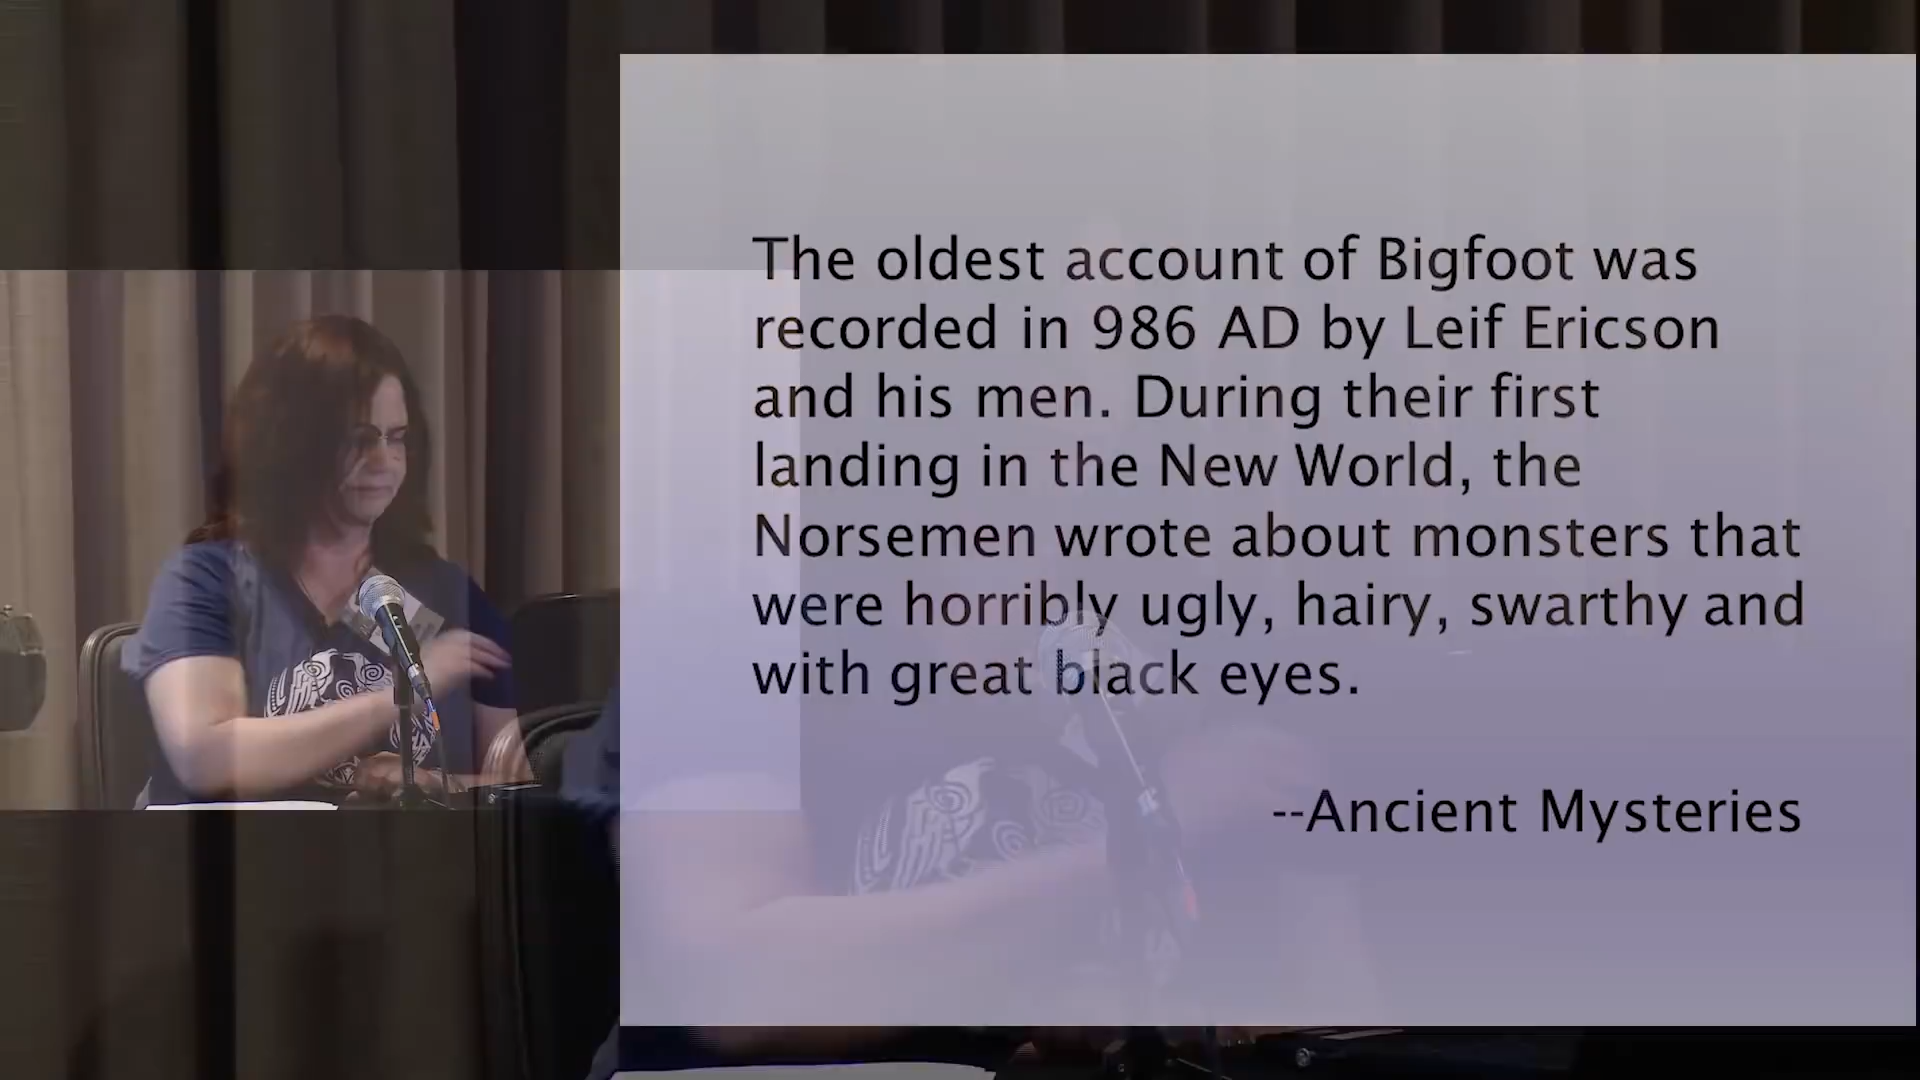 The oldest account of Bigfoot was
recorded in 986 AD by Leif Ericson
and his men. During their first
landing in the New World, the
Norsemen wrote about monsters that
were horribly ugly, hairy, swarthy and
with great black eyes.
--Ancient Mysteries